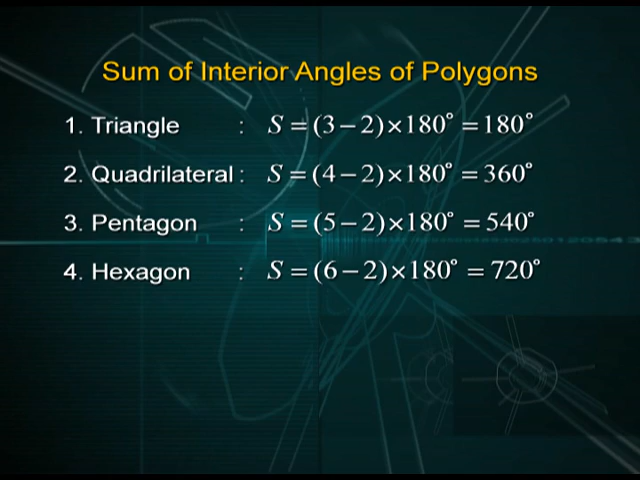 Sum of Interior Angles of Polygons
1. Triangle : S = (3 − 2) × 180° = 180°
2. Quadrilateral : S = (4 − 2) × 180° = 360°
3. Pentagon : S = (5 − 2) × 180° = 540°
4. Hexagon : S = (6 − 2) × 180° = 720°